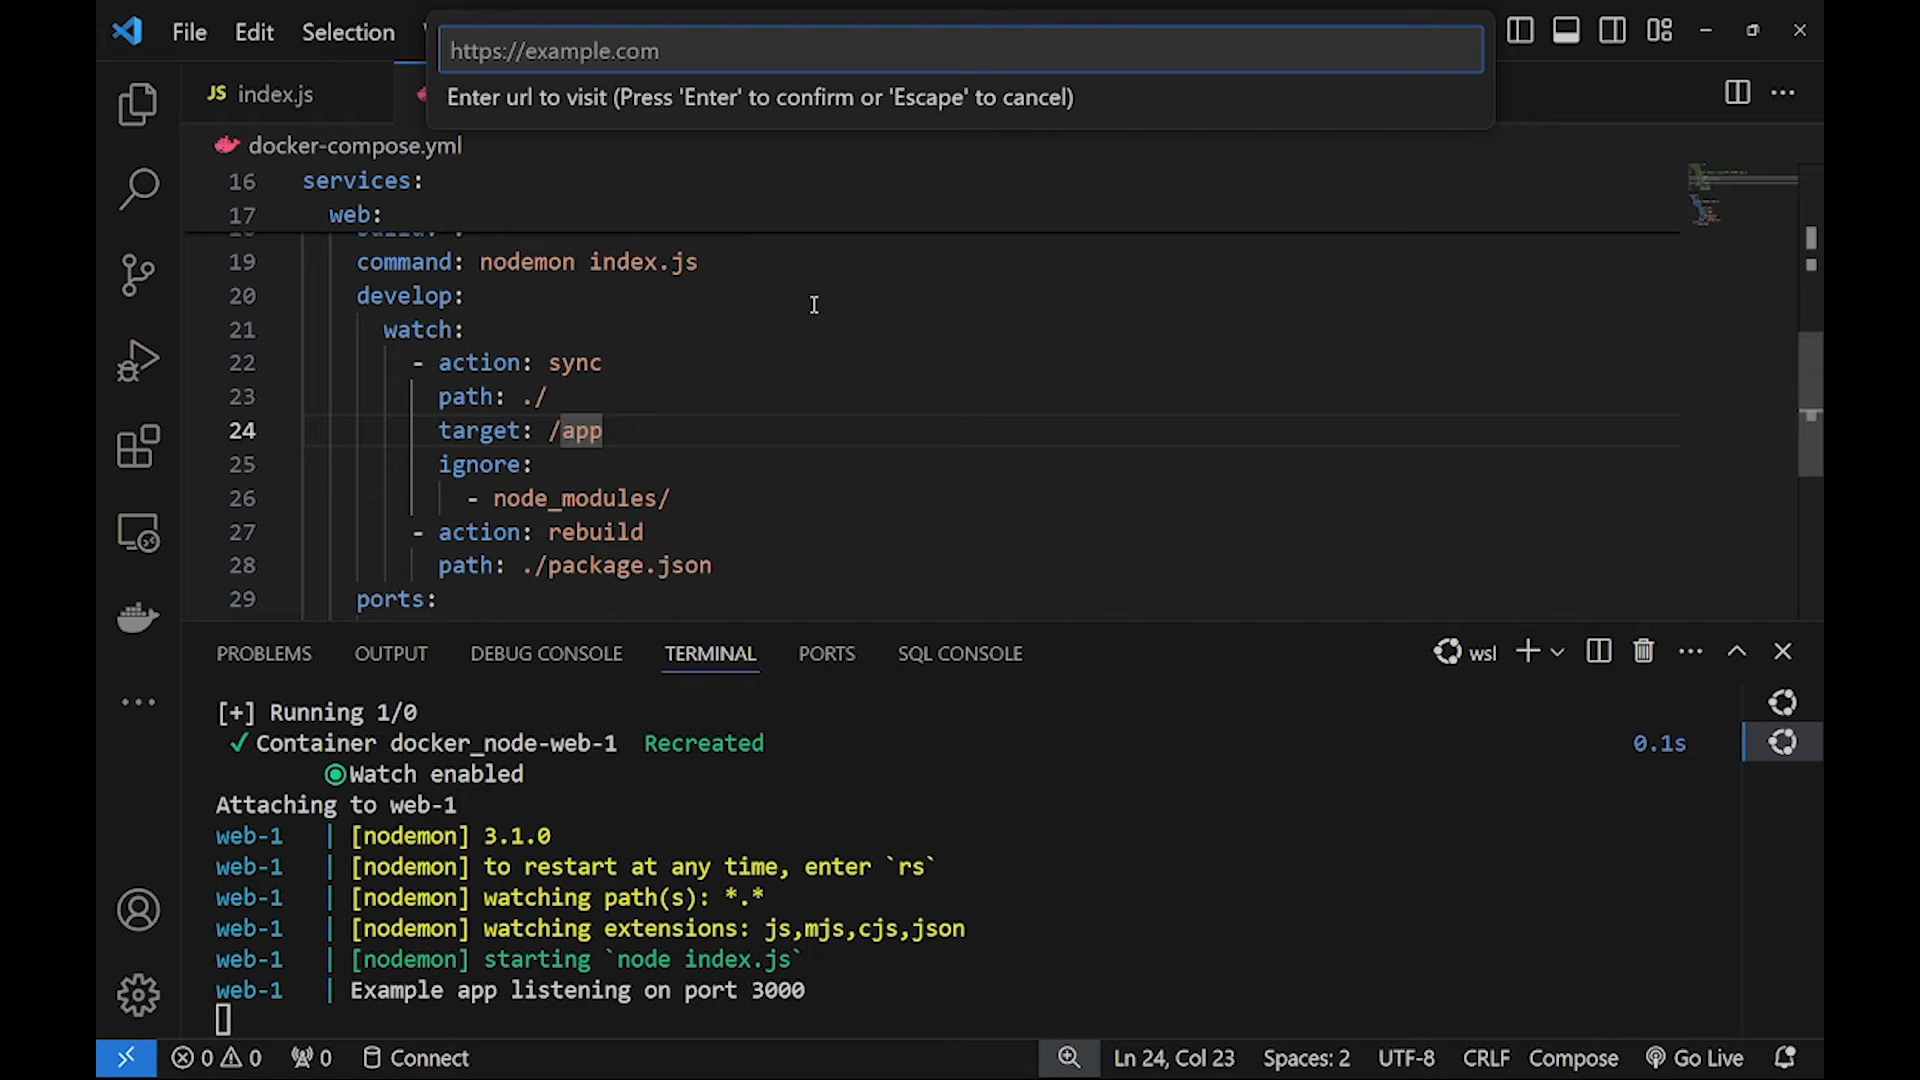 File Edit Selection
https://example.com
Enter url to visit (Press 'Enter' to confirm or 'Escape' to cancel)
JS index.js
docker-compose.yml
16 services:
17 web:
19 command: nodemon index.js
20 develop:
21 watch:
22 - action: sync
23 path: ./
24 target: /app
25 ignore:
26 - node_modules/
27 - action: rebuild
28 path: ./package.json
29 ports:
PROBLEMS OUTPUT DEBUG CONSOLE TERMINAL PORTS SQL CONSOLE wsl
[+] Running 1/0
✓ Container docker_node-web-1 Recreated 0.1s
Watch enabled
Attaching to web-1
web-1 | [nodemon] 3.1.0
web-1 | [nodemon] to restart at any time, enter `rs`
web-1 | [nodemon] watching path(s): *.*
web-1 | [nodemon] watching extensions: js,mjs,cjs,json
web-1 | [nodemon] starting `node index.js`
web-1 | Example app listening on port 3000
0 0 0 Connect Ln 24, Col 23 Spaces: 2 UTF-8 CRLF Compose Go Live